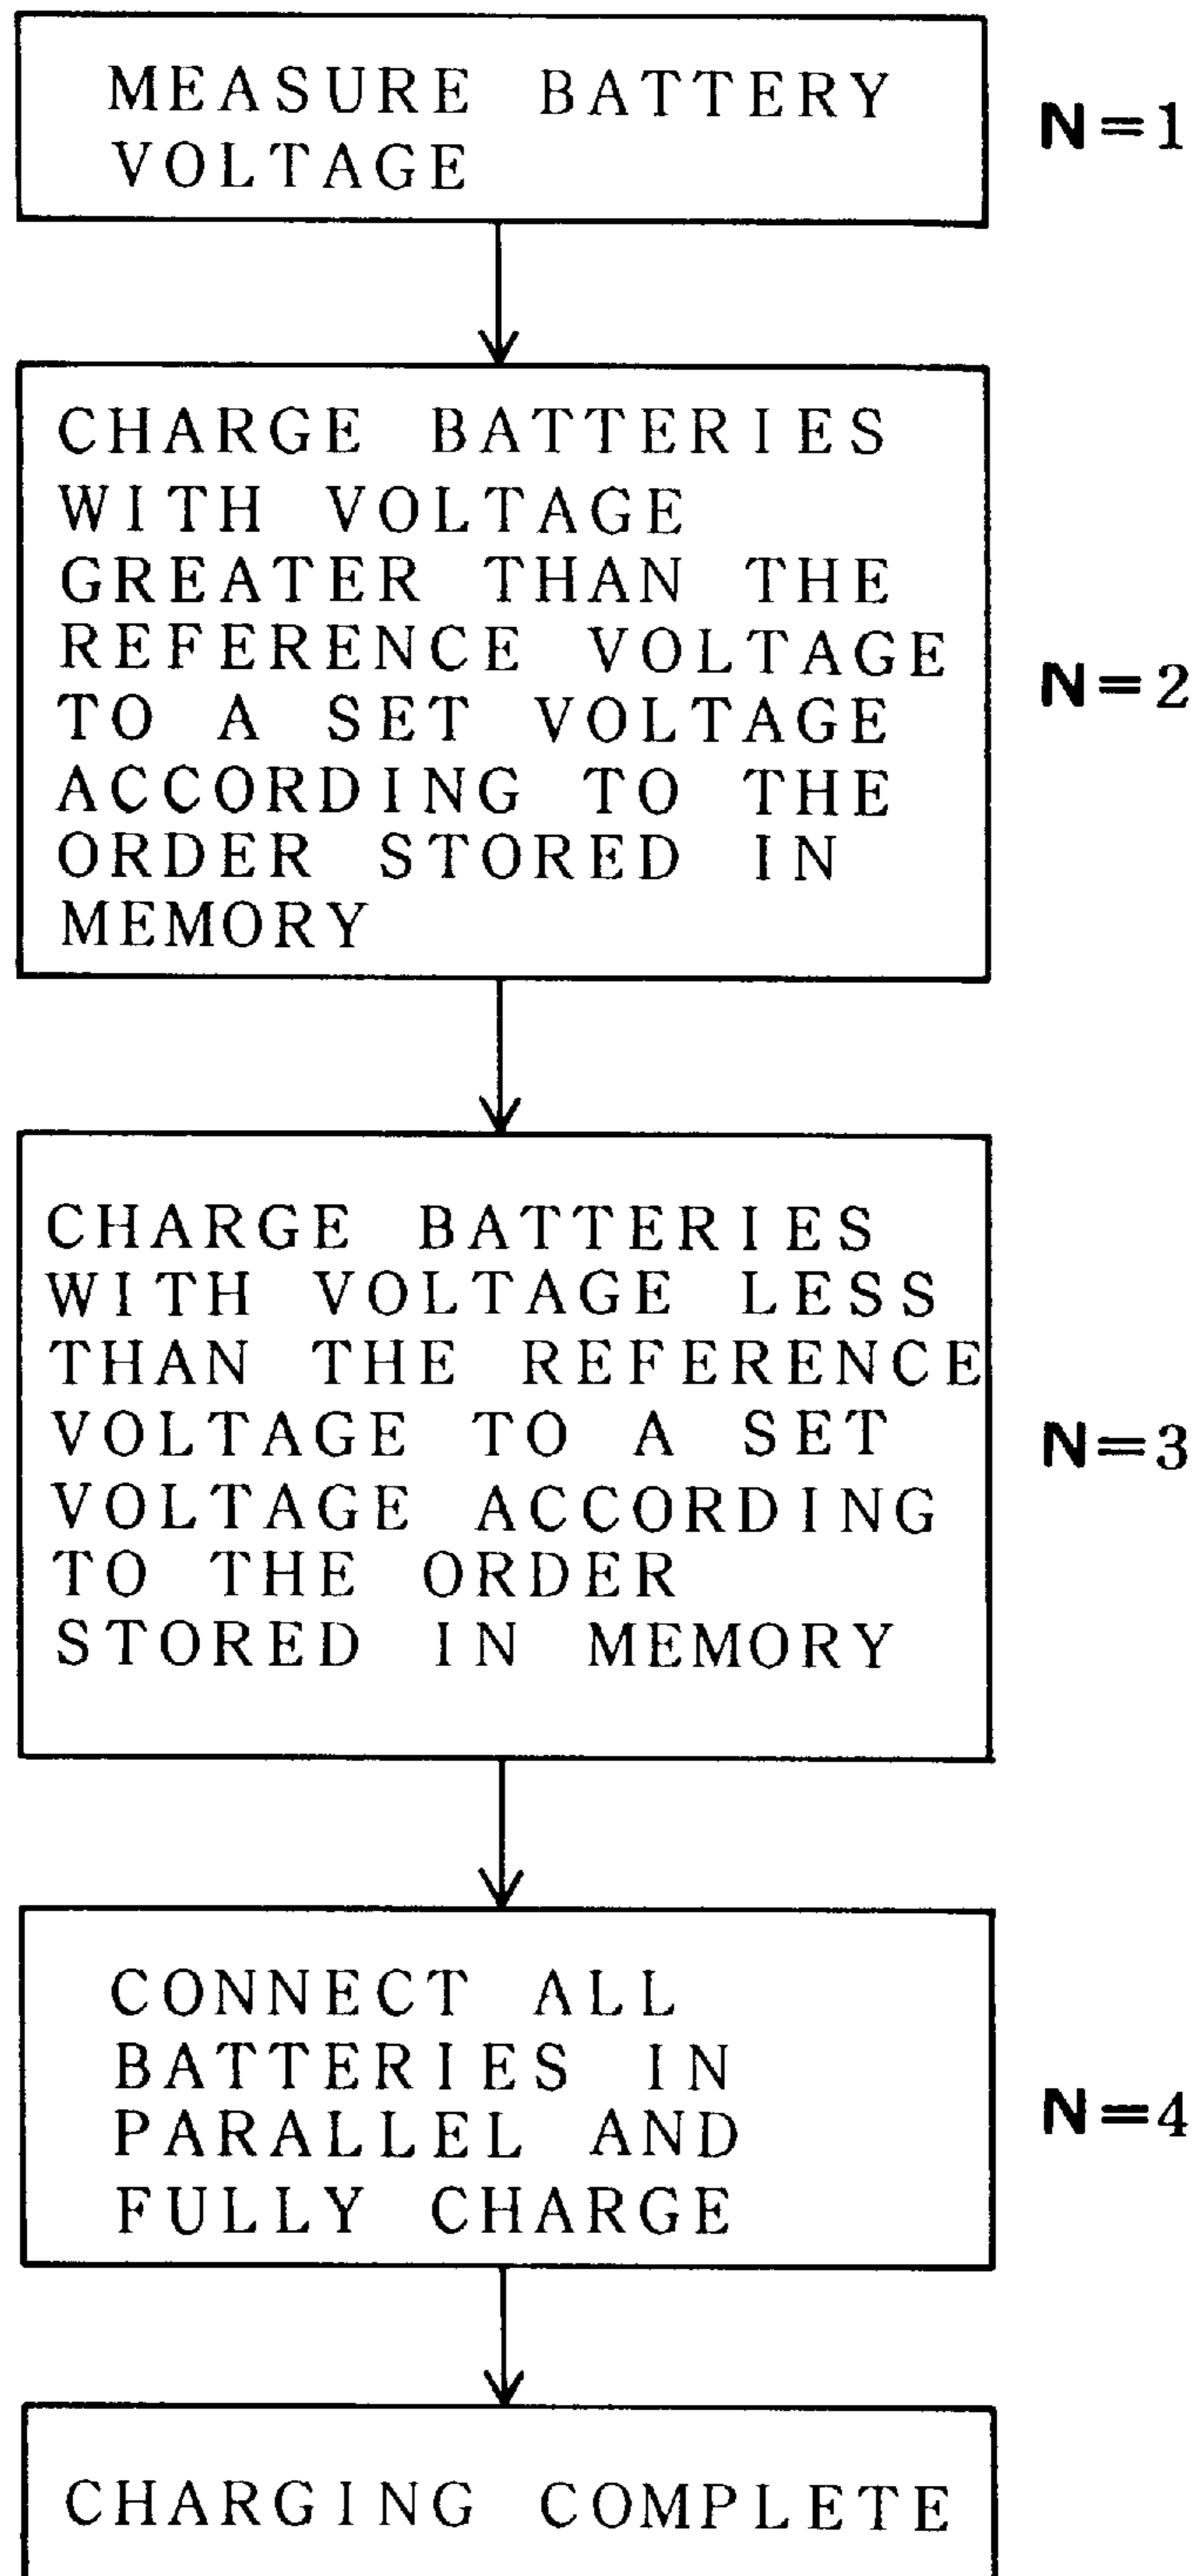 MEASURE BATTERY
VOLTAGE
N=1
CHARGE BATTERIES
WITH VOLTAGE
GREATER THAN THE
REFERENCE VOLTAGE
TO A SET VOLTAGE
ACCORDING TO THE
ORDER STORED IN
MEMORY
N=2
CHARGE BATTERIES
WITH VOLTAGE LESS
THAN THE REFERENCE
VOLTAGE TO A SET
VOLTAGE ACCORDING
TO THE ORDER
STORED IN MEMORY
N=3
CONNECT ALL
BATTERIES IN
PARALLEL AND
FULLY CHARGE
N=4
CHARGING COMPLETE